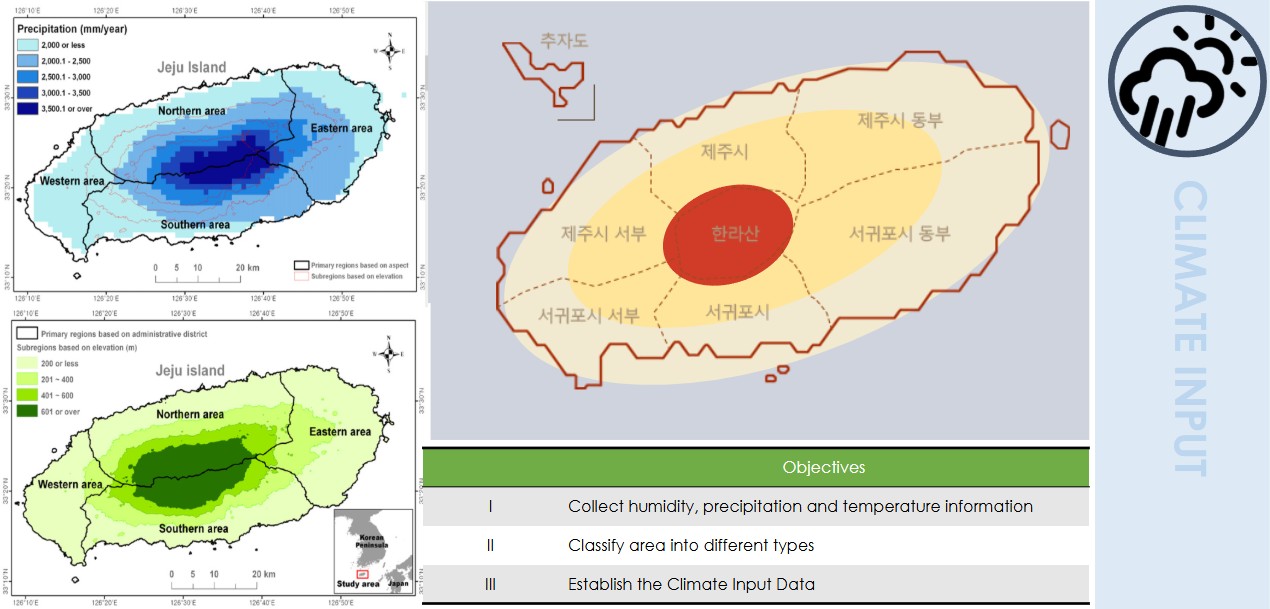 126°10'E 126°20'E 126°30'E 126°40'E 126°50'E
Precipitation (mm/year)
2,000 or less
2,000.1 - 2,500
2,500.1 - 3,000
3,000.1 - 3,500
3,500.1 or over
N
W E
S
Jeju Island
33°30'N
33°30'N
Northern area
Eastern area
Western area
33°20'N
33°20'N
Southern area
0 5 10 20 km
Primary regions based on aspect
Subregions based on elevation
33°10'N
33°10'N
126°10'E 126°20'E 126°30'E 126°40'E 126°50'E
Primary regions based on administrative district
Subregions based on elevation (m)
200 or less
201 ~ 400
401 ~ 600
601 or over
N
W E
S
Jeju island
33°30'N
Northern area
Eastern area
Western area
33°20'N
Southern area
Korean
Peninsula
Study area
Japan
0 5 10 20 km
33°10'N
126°10'E 126°20'E 126°30'E 126°40'E 126°50'E
추자도
제주시 동부
제주시
제주시 서부
한라산
서귀포시 동부
서귀포시 서부
서귀포시
Objectives
I Collect humidity, precipitation and temperature information
II Classify area into different types
III Establish the Climate Input Data
CLIMATE INPUT